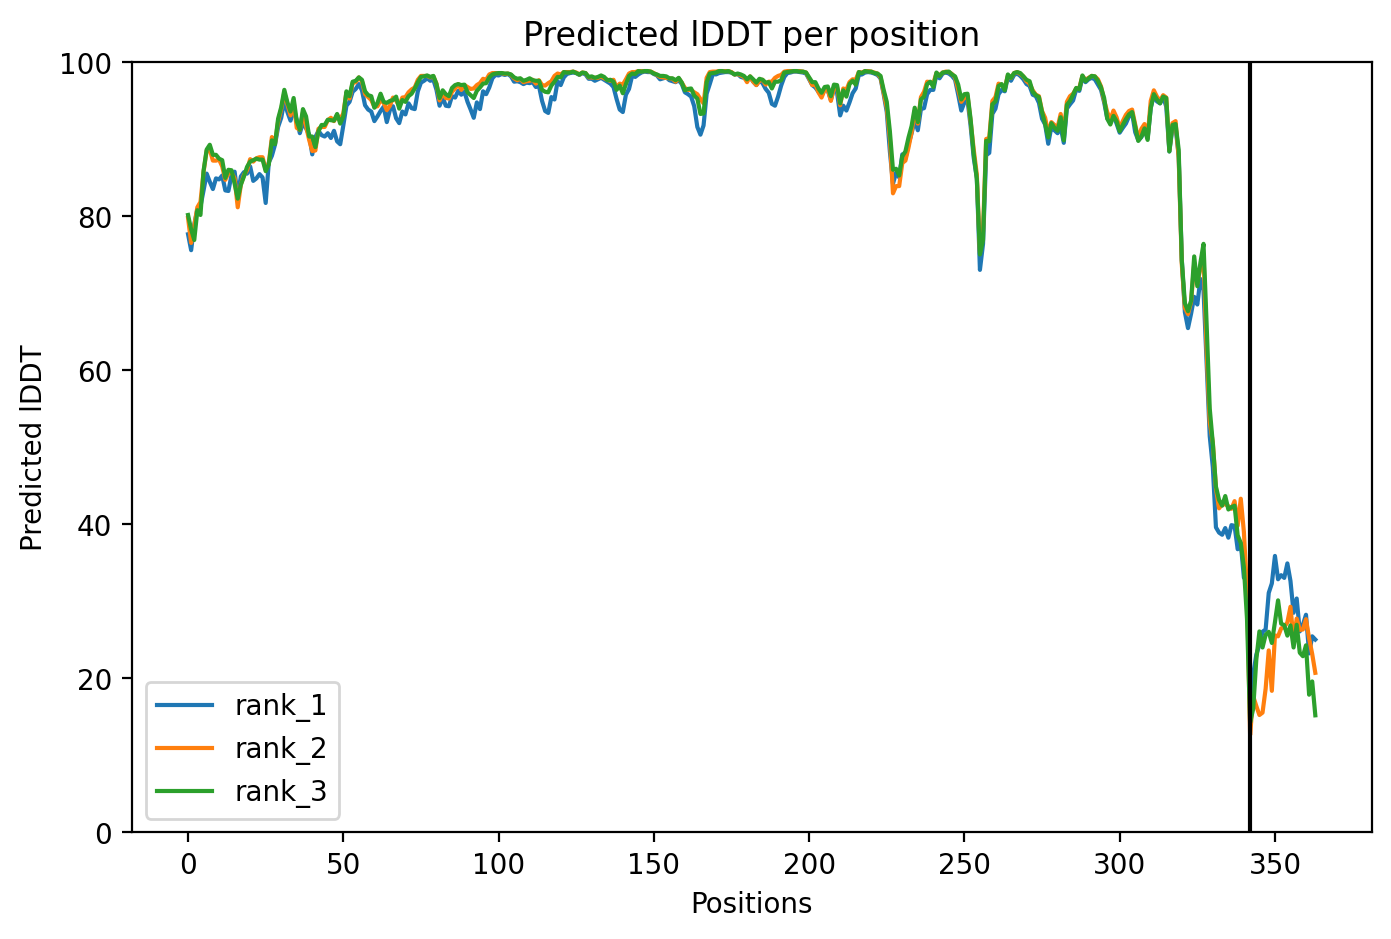 Predicted lDDT per position
Predicted lDDT
100
80
60
40
20
0
rank_1
rank_2
rank_3
0 50 100 150 200 250 300 350
Positions